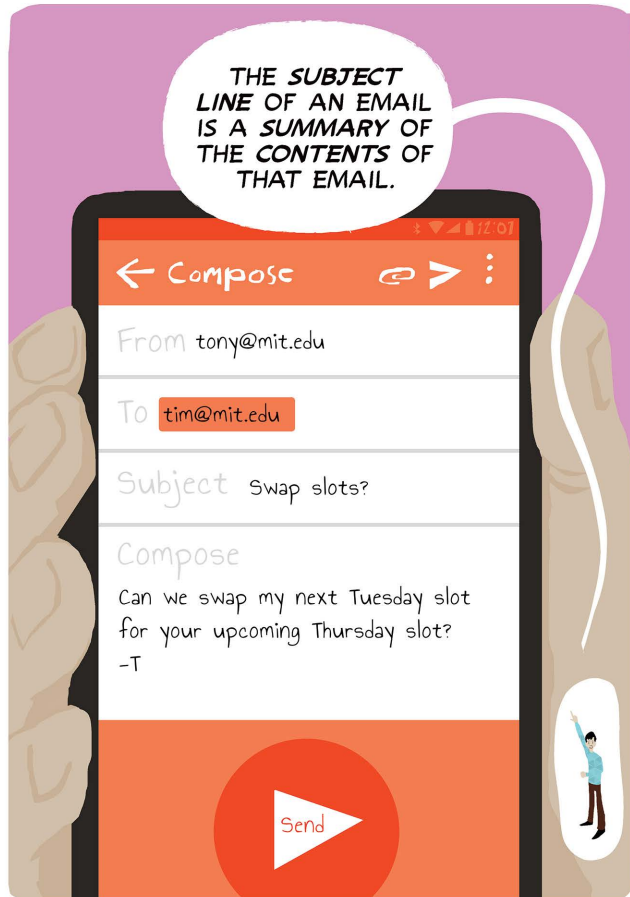 THE SUBJECT
LINE OF AN EMAIL
IS A SUMMARY OF
THE CONTENTS OF
THAT EMAIL.
12:07
Compose
From tony@mit.edu
To tim@mit.edu
Subject Swap slots?
Compose
Can we swap my next Tuesday slot
for your upcoming Thursday slot?
-T
Send